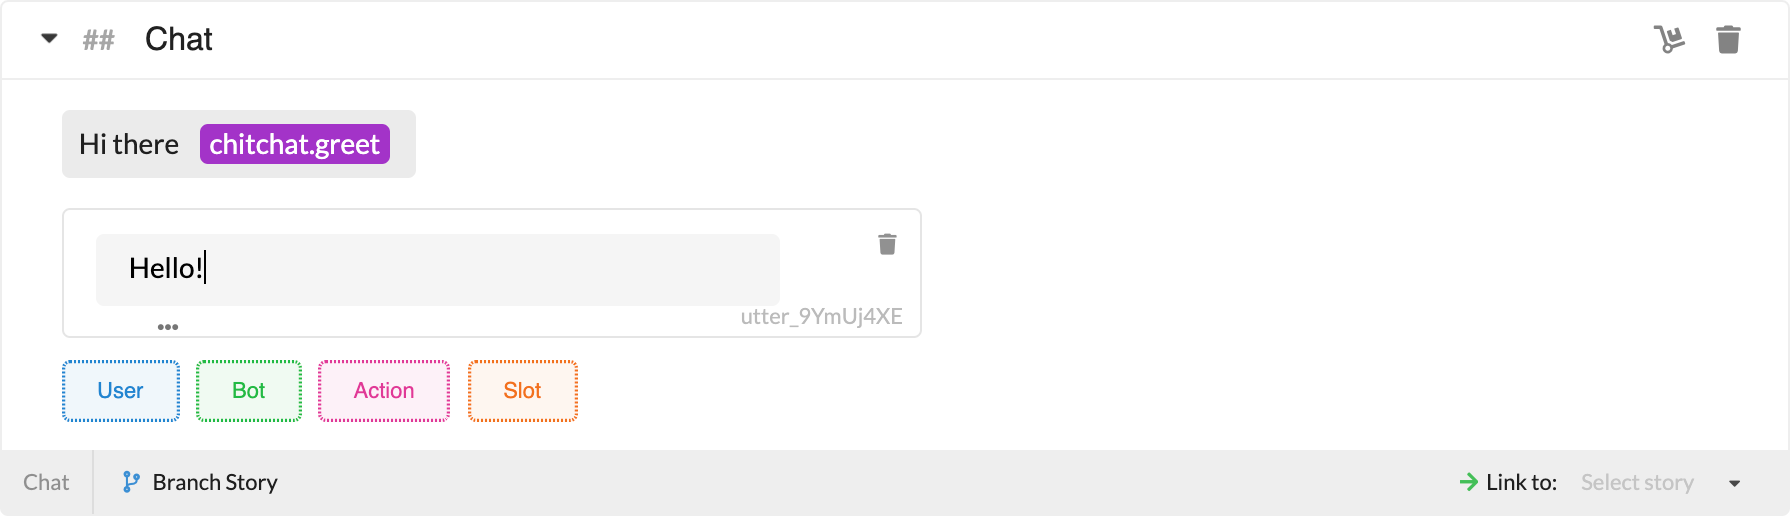 ## Chat
Hi there chitchat.greet
Hello!
utter_9YmUj4XE
User Bot Action Slot
Chat Branch Story Link to: Select story